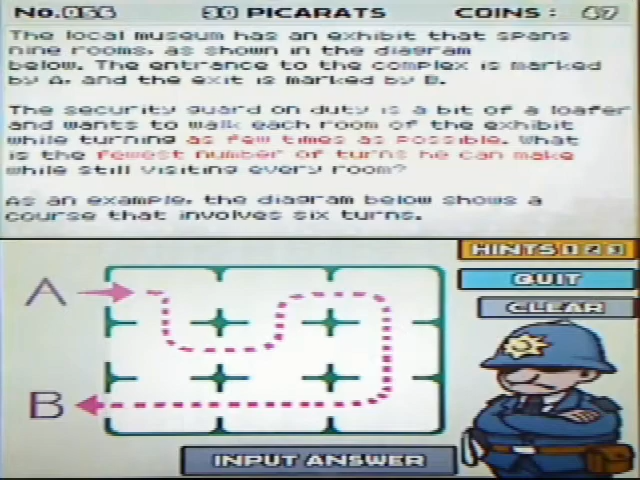 No.056 30 PICARATS COINS: 47
The local museum has an exhibit that spans
nine rooms, as shown in the diagram
below. The entrance to the complex is marked
by A, and the exit is marked by B.
The security guard on duty is a bit of a loafer
and wants to walk each room of the exhibit
while turning as few times as possible. What
is the fewest number of turns he can make
while still visiting every room?
As an example, the diagram below shows a
course that involves six turns.
HINTS 1 2 3
QUIT
CLEAR
A
B
INPUT ANSWER